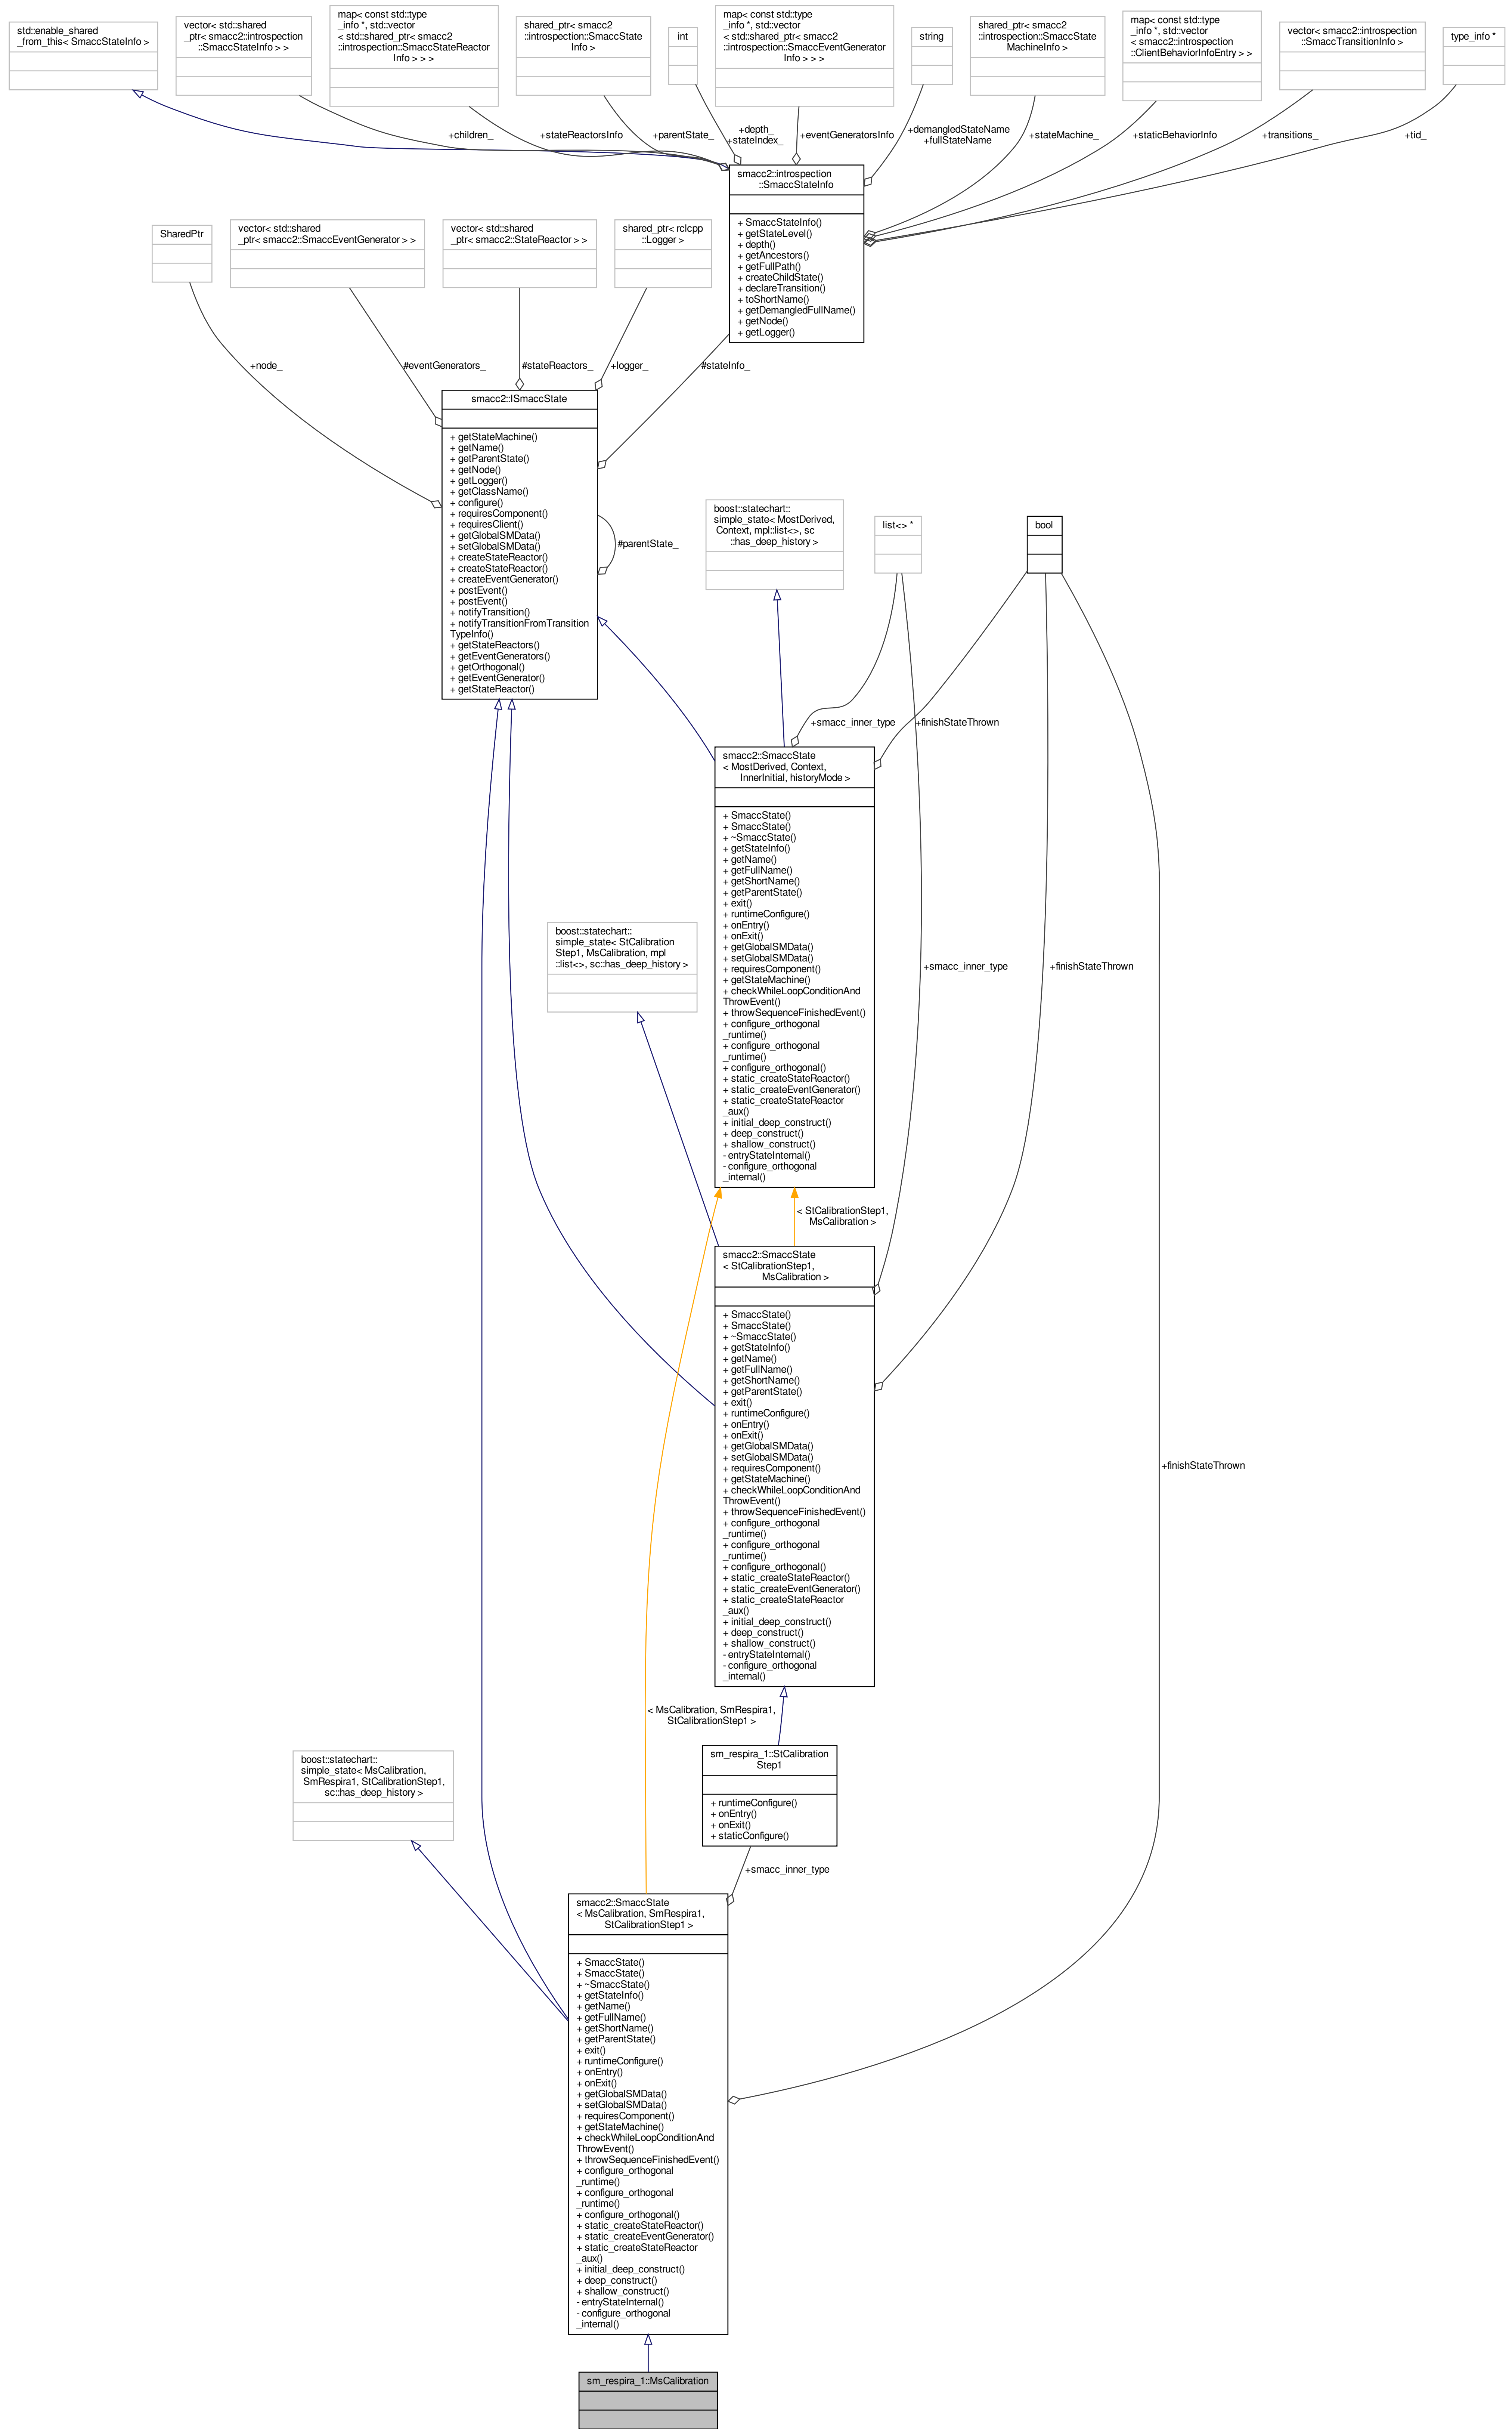 std::enable_shared
_from_this< SmaccStateInfo >
vector< std::shared
_ptr< smacc2::introspection
::SmaccStateInfo > >
map< const std::type
_info *, std::vector
< std::shared_ptr< smacc2
::introspection::SmaccStateReactor
Info > > >
shared_ptr< smacc2
::introspection::SmaccState
Info >
int
map< const std::type
_info *, std::vector
< std::shared_ptr< smacc2
::introspection::SmaccEventGenerator
Info > > >
string
shared_ptr< smacc2
::introspection::SmaccState
MachineInfo >
map< const std::type
_info *, std::vector
< smacc2::introspection
::ClientBehaviorInfoEntry > >
vector< smacc2::introspection
::SmaccTransitionInfo >
type_info *
+children_
+stateReactorsInfo
+parentState_
+depth_
+stateIndex_
+eventGeneratorsInfo
+demangledStateName
+fullStateName
+stateMachine_
+staticBehaviorInfo
+transitions_
+tid_
smacc2::introspection
::SmaccStateInfo
+ SmaccStateInfo()
+ getStateLevel()
+ depth()
+ getAncestors()
+ getFullPath()
+ createChildState()
+ declareTransition()
+ toShortName()
+ getDemangledFullName()
+ getNode()
+ getLogger()
SharedPtr
vector< std::shared
_ptr< smacc2::SmaccEventGenerator > >
vector< std::shared
_ptr< smacc2::StateReactor > >
shared_ptr< rclcpp
::Logger >
+node_
#eventGenerators_
#stateReactors_
+logger_
#stateInfo_
smacc2::ISmaccState
+ getStateMachine()
+ getName()
+ getParentState()
+ getNode()
+ getLogger()
+ getClassName()
+ configure()
+ requiresComponent()
+ requiresClient()
+ getGlobalSMData()
+ setGlobalSMData()
+ createStateReactor()
+ createStateReactor()
+ createEventGenerator()
+ postEvent()
+ postEvent()
+ notifyTransition()
+ notifyTransitionFromTransition
TypeInfo()
+ getStateReactors()
+ getEventGenerators()
+ getOrthogonal()
+ getEventGenerator()
+ getStateReactor()
#parentState_
boost::statechart::
simple_state< MostDerived,
Context, mpl::list<>, sc
::has_deep_history >
list<> *
bool
+smacc_inner_type
+finishStateThrown
smacc2::SmaccState
< MostDerived, Context,
InnerInitial, historyMode >
+ SmaccState()
+ SmaccState()
+ ~SmaccState()
+ getStateInfo()
+ getName()
+ getFullName()
+ getShortName()
+ getParentState()
+ exit()
+ runtimeConfigure()
+ onEntry()
+ onExit()
+ getGlobalSMData()
+ setGlobalSMData()
+ requiresComponent()
+ getStateMachine()
+ checkWhileLoopConditionAnd
ThrowEvent()
+ throwSequenceFinishedEvent()
+ configure_orthogonal
_runtime()
+ configure_orthogonal
_runtime()
+ configure_orthogonal()
+ static_createStateReactor()
+ static_createEventGenerator()
+ static_createStateReactor
_aux()
+ initial_deep_construct()
+ deep_construct()
+ shallow_construct()
- entryStateInternal()
- configure_orthogonal
_internal()
boost::statechart::
simple_state< StCalibration
Step1, MsCalibration, mpl
::list<>, sc::has_deep_history >
+smacc_inner_type
+finishStateThrown
< StCalibrationStep1,
MsCalibration >
smacc2::SmaccState
< StCalibrationStep1,
MsCalibration >
+ SmaccState()
+ SmaccState()
+ ~SmaccState()
+ getStateInfo()
+ getName()
+ getFullName()
+ getShortName()
+ getParentState()
+ exit()
+ runtimeConfigure()
+ onEntry()
+ onExit()
+ getGlobalSMData()
+ setGlobalSMData()
+ requiresComponent()
+ getStateMachine()
+ checkWhileLoopConditionAnd
ThrowEvent()
+ throwSequenceFinishedEvent()
+ configure_orthogonal
_runtime()
+ configure_orthogonal
_runtime()
+ configure_orthogonal()
+ static_createStateReactor()
+ static_createEventGenerator()
+ static_createStateReactor
_aux()
+ initial_deep_construct()
+ deep_construct()
+ shallow_construct()
- entryStateInternal()
- configure_orthogonal
_internal()
+finishStateThrown
< MsCalibration, SmRespira1,
StCalibrationStep1 >
sm_respira_1::StCalibration
Step1
+ runtimeConfigure()
+ onEntry()
+ onExit()
+ staticConfigure()
boost::statechart::
simple_state< MsCalibration,
SmRespira1, StCalibrationStep1,
sc::has_deep_history >
+smacc_inner_type
smacc2::SmaccState
< MsCalibration, SmRespira1,
StCalibrationStep1 >
+ SmaccState()
+ SmaccState()
+ ~SmaccState()
+ getStateInfo()
+ getName()
+ getFullName()
+ getShortName()
+ getParentState()
+ exit()
+ runtimeConfigure()
+ onEntry()
+ onExit()
+ getGlobalSMData()
+ setGlobalSMData()
+ requiresComponent()
+ getStateMachine()
+ checkWhileLoopConditionAnd
ThrowEvent()
+ throwSequenceFinishedEvent()
+ configure_orthogonal
_runtime()
+ configure_orthogonal
_runtime()
+ configure_orthogonal()
+ static_createStateReactor()
+ static_createEventGenerator()
+ static_createStateReactor
_aux()
+ initial_deep_construct()
+ deep_construct()
+ shallow_construct()
- entryStateInternal()
- configure_orthogonal
_internal()
sm_respira_1::MsCalibration